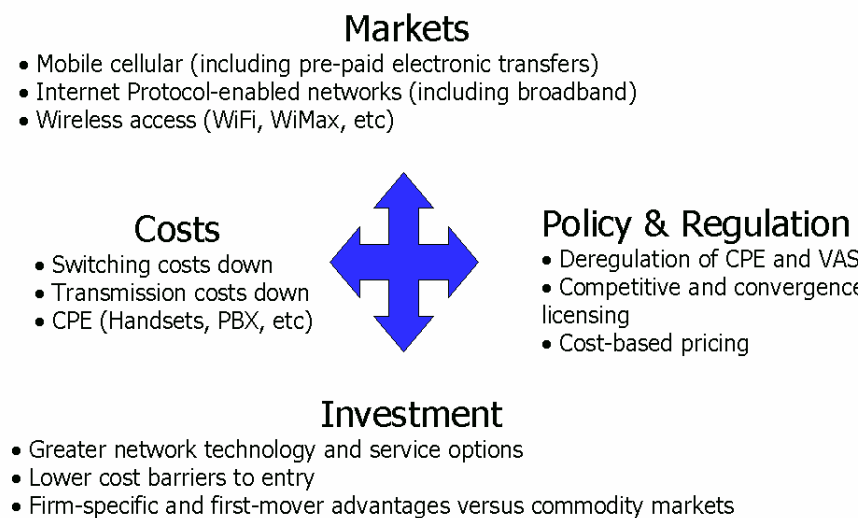 Markets
• Mobile cellular (including pre-paid electronic transfers)
• Internet Protocol-enabled networks (including broadband)
• Wireless access (WiFi, WiMax, etc)
Costs
• Switching costs down
• Transmission costs down
• CPE (Handsets, PBX, etc)
Policy & Regulation
• Deregulation of CPE and VAS
• Competitive and convergence
licensing
• Cost-based pricing
Investment
• Greater network technology and service options
• Lower cost barriers to entry
• Firm-specific and first-mover advantages versus commodity markets